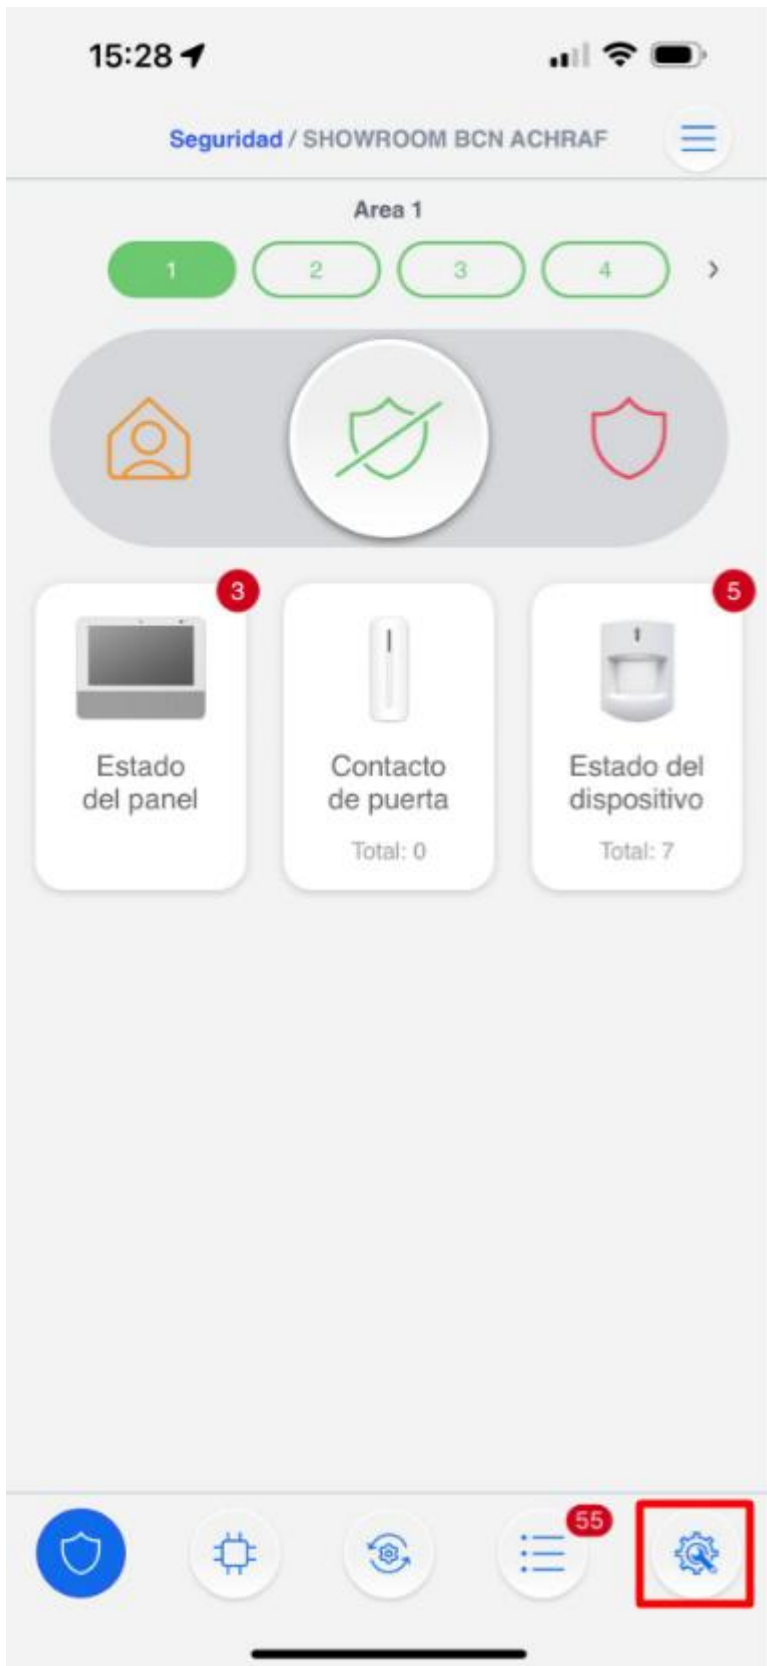 15:28
Seguridad / SHOWROOM BCN ACHRAF
Area 1
1 2 3 4
3
5
Estado
del panel
Contacto
de puerta
Total: 0
Estado del
dispositivo
Total: 7
55